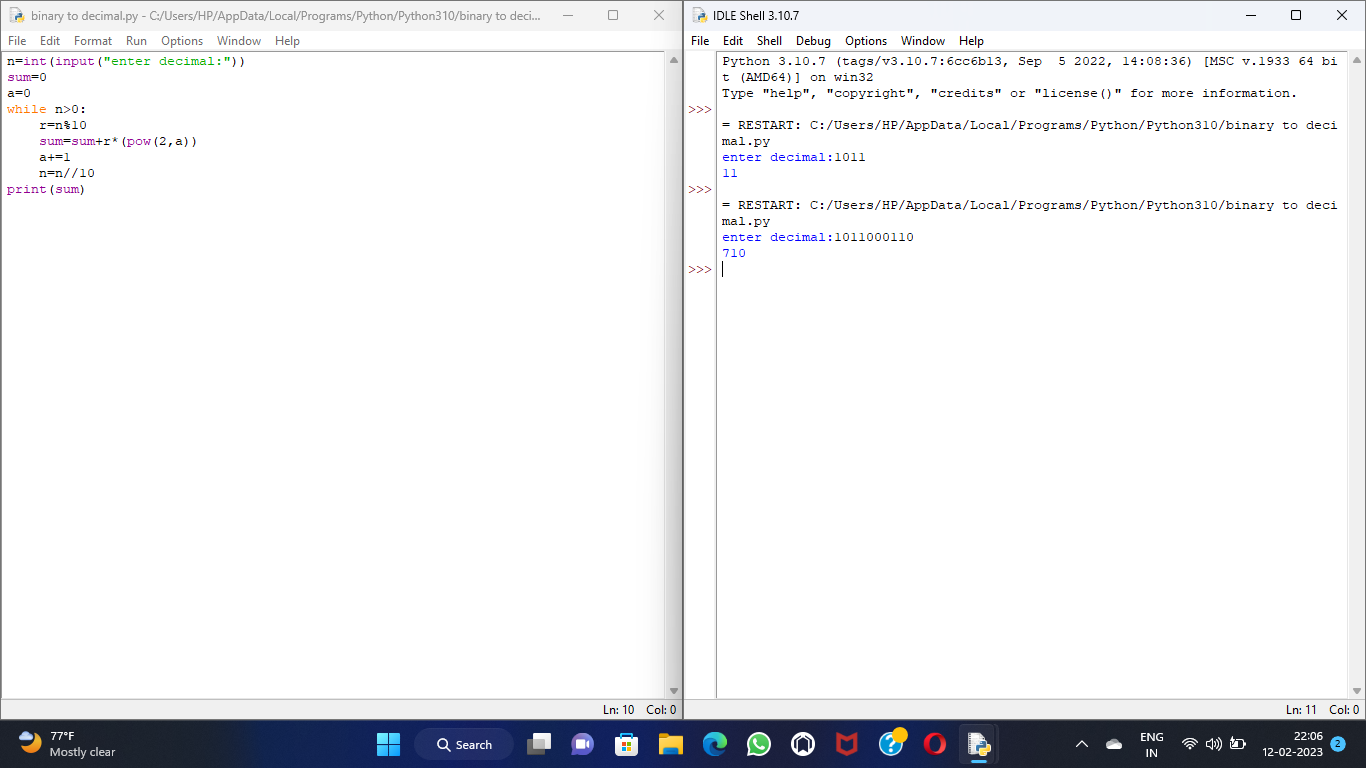 binary to decimal.py - C:/Users/HP/AppData/Local/Programs/Python/Python310/binary to deci...
File Edit Format Run Options Window Help
n=int(input("enter decimal:"))
sum=0
a=0
while n>0:
    r=n%10
    sum=sum+r*(pow(2,a))
    a+=1
    n=n//10
print(sum)
Ln: 10 Col: 0
IDLE Shell 3.10.7
File Edit Shell Debug Options Window Help
Python 3.10.7 (tags/v3.10.7:6cc6b13, Sep  5 2022, 14:08:36) [MSC v.1933 64 bi
t (AMD64)] on win32
Type "help", "copyright", "credits" or "license()" for more information.
>>>
= RESTART: C:/Users/HP/AppData/Local/Programs/Python/Python310/binary to deci
mal.py
enter decimal:1011
11
>>>
= RESTART: C:/Users/HP/AppData/Local/Programs/Python/Python310/binary to deci
mal.py
enter decimal:1011000110
710
>>>
Ln: 11 Col: 0
77°F
Mostly clear
Search
ENG
IN
22:06
12-02-2023
2